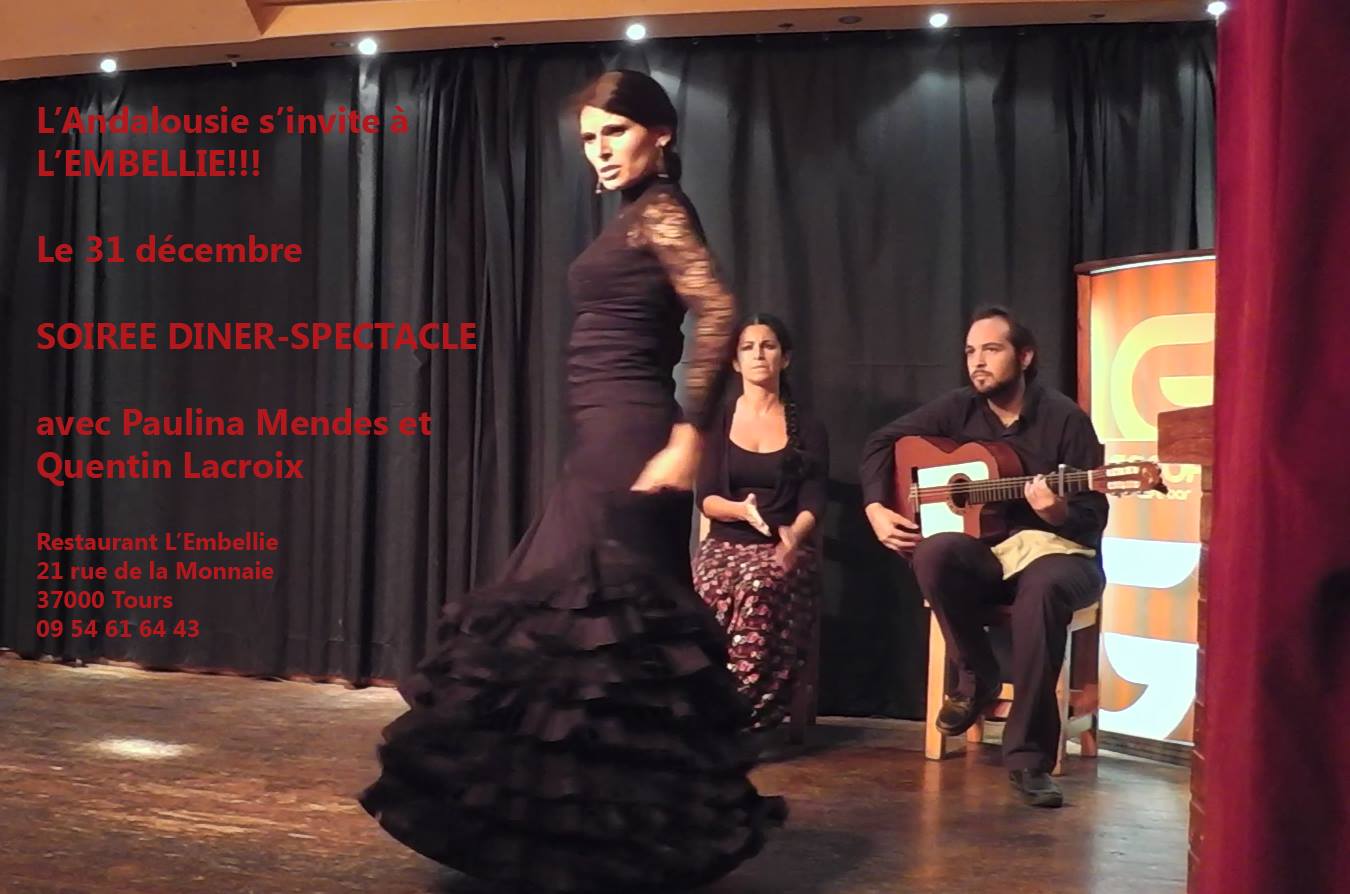 L'Andalousie s'invite à
L'EMBELLIE!!!
Le 31 décembre
SOIREE DINER-SPECTACLE
avec Paulina Mendes et
Quentin Lacroix
Restaurant L'Embellie
21 rue de la Monnaie
37000 Tours
09 54 61 64 43